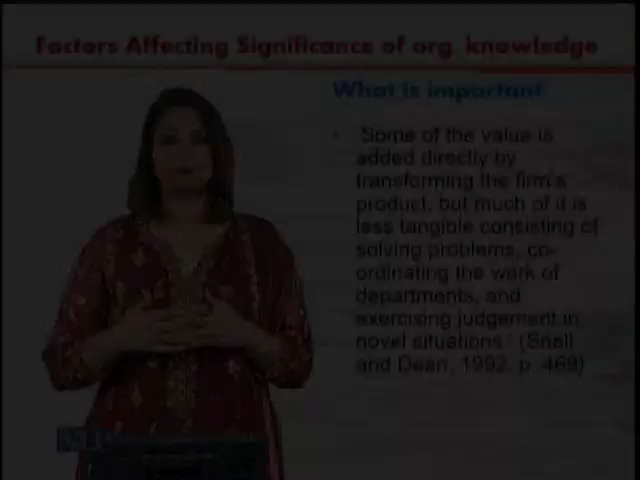 Factors Affecting Significance of org. knowledge
What is important
• 'Some of the value is
added directly by
transforming the firm's
product, but much of it is
less tangible consisting of
solving problems, co-
ordinating the work of
departments, and
exercising judgement in
novel situations.' (Snell
and Dean, 1992, p. 469)